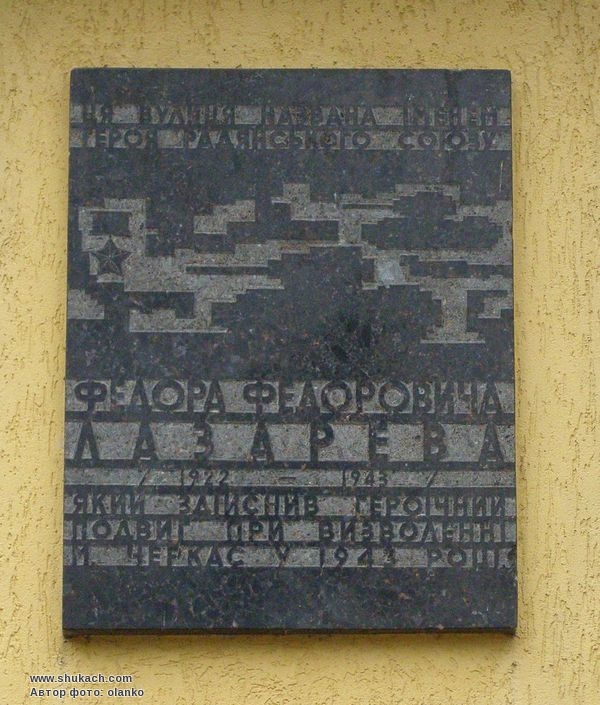 ЦЯ ВУЛИЦЯ НАЗВАНА ІМЕНЕМ
ГЕРОЯ РАДЯНСЬКОГО СОЮЗУ
ФЕДОРА ФЕДОРОВИЧА
ЛАЗАРЕВА
/ 1922 — 1943 /
ЯКИЙ ЗДІЙСНИВ ГЕРОЇЧНИЙ
ПОДВИГ ПРИ ВИЗВОЛЕННІ
М. ЧЕРКАС У 1943 РОЦІ.
www.shukach.com
Автор фото: olanko